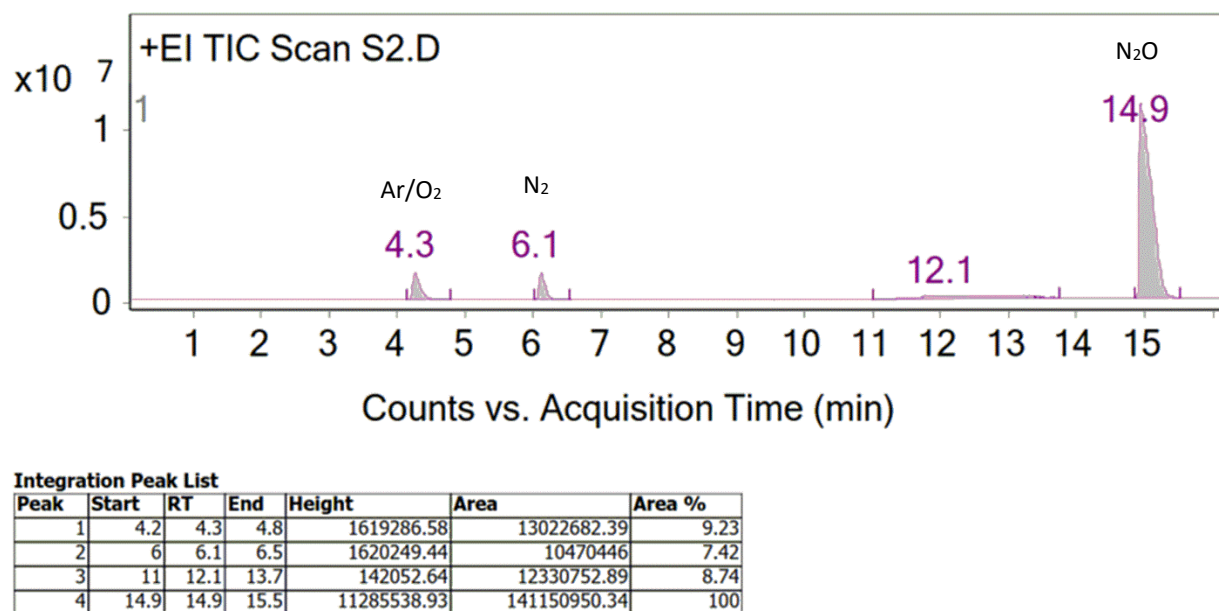 +EI TIC Scan S2.D
x10 7
1
N₂O
14.9
1
Ar/O₂
N₂
0.5
4.3
6.1
12.1
0
1 2 3 4 5 6 7 8 9 10 11 12 13 14 15
Counts vs. Acquisition Time (min)
Integration Peak List
Peak Start RT End Height Area Area %
1 4.2 4.3 4.8 1619286.58 13022682.39 9.23
2 6 6.1 6.5 1620249.44 10470446 7.42
3 11 12.1 13.7 142052.64 12330752.89 8.74
4 14.9 14.9 15.5 11285538.93 141150950.34 100